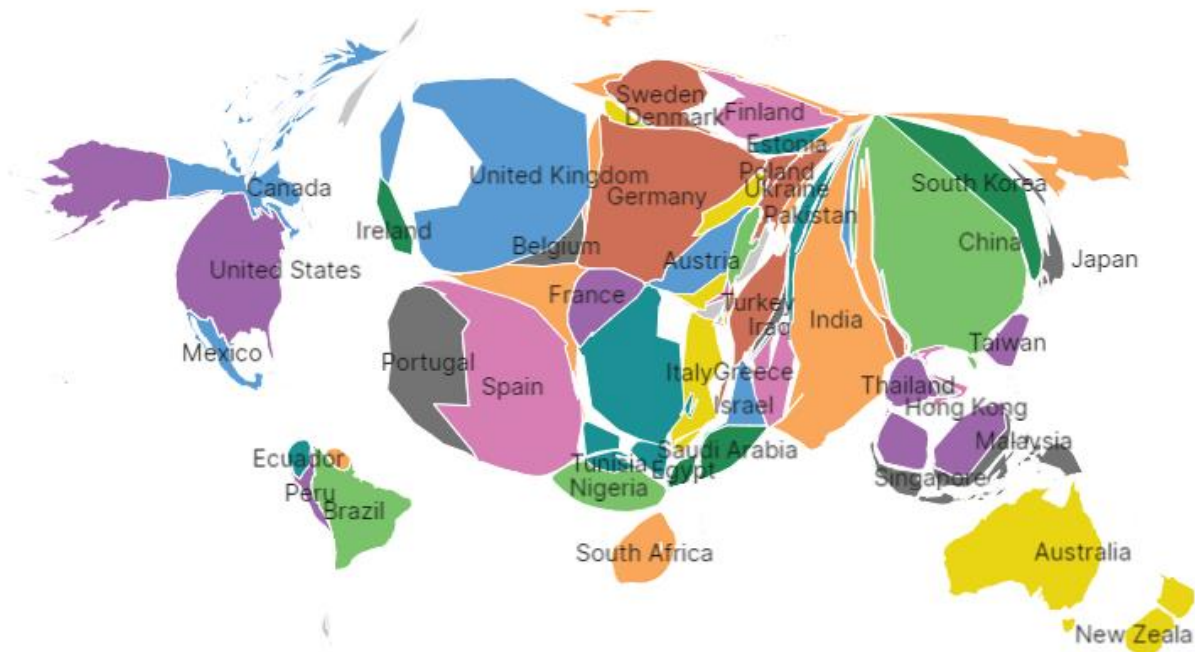 Sweden
Denmark
Finland
Estonia
United Kingdom
Germany
Poland
Ukraine
South Korea
Canada
Ireland
Belgium
Pakistan
China
Japan
United States
Austria
France
Turkey
Iraq
India
Mexico
Portugal
Spain
Italy
Greece
Taiwan
Thailand
Hong Kong
Israel
Malaysia
Ecuador
Saudi Arabia
Tunisia
Egypt
Singapore
Peru
Nigeria
Brazil
South Africa
Australia
New Zeala